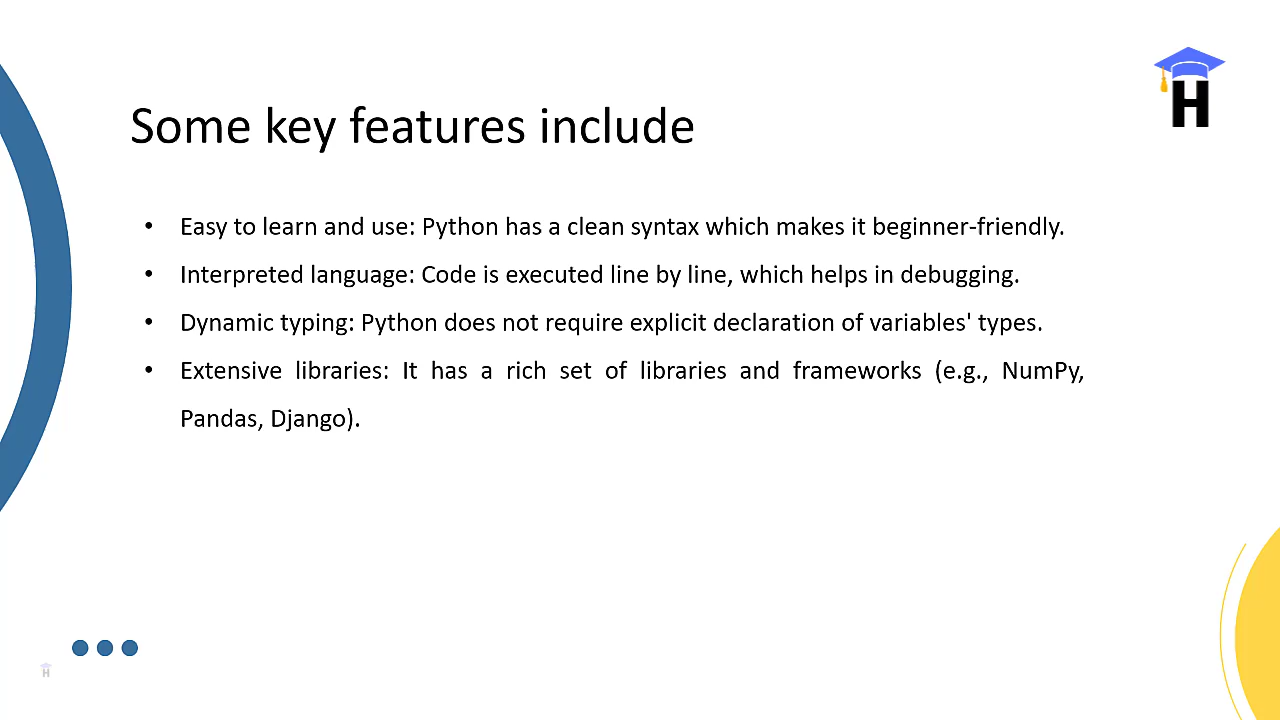 H
Some key features include
• Easy to learn and use: Python has a clean syntax which makes it beginner-friendly.
• Interpreted language: Code is executed line by line, which helps in debugging.
• Dynamic typing: Python does not require explicit declaration of variables' types.
• Extensive libraries: It has a rich set of libraries and frameworks (e.g., NumPy,
Pandas, Django).
H